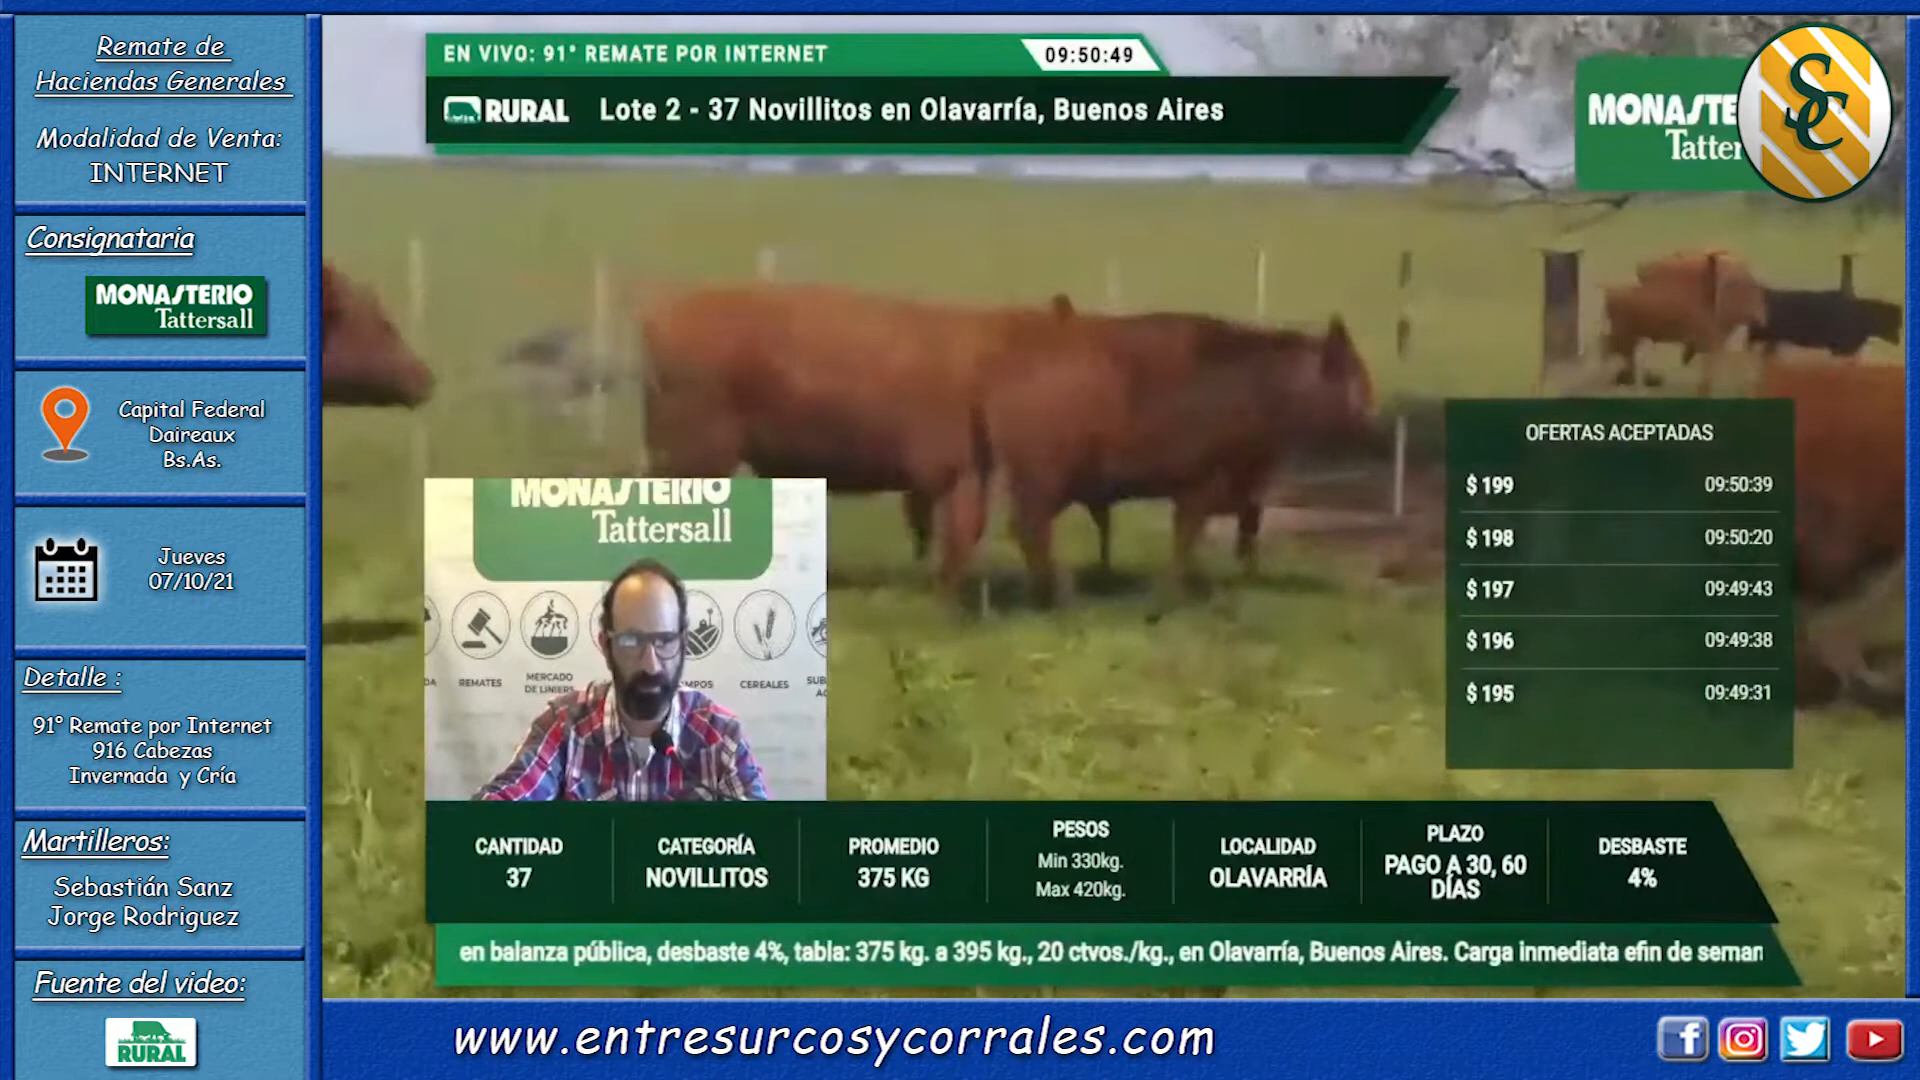 Remate de
Haciendas Generales
Modalidad de Venta:
INTERNET
Consignataria
MONASTERIO
Tattersall
Capital Federal
Daireaux
Bs.As.
Jueves
07/10/21
Detalle :
91° Remate por Internet
916 Cabezas
Invernada y Cría
Martilleros:
Sebastián Sanz
Jorge Rodriguez
Fuente del video:
RURAL
EN VIVO: 91° REMATE POR INTERNET
09:50:49
RURAL
Lote 2 - 37 Novillitos en Olavarría, Buenos Aires
MONASTE
Tatter
SC
OFERTAS ACEPTADAS
$ 199 09:50:39
$ 198 09:50:20
$ 197 09:49:43
$ 196 09:49:38
$ 195 09:49:31
MONASTERIO
Tattersall
DA
REMATES
MERCADO
DE LINIERS
MPOS
CEREALES
SUB
AG
CANTIDAD
37
CATEGORÍA
NOVILLITOS
PROMEDIO
375 KG
PESOS
Min 330kg.
Max 420kg.
LOCALIDAD
OLAVARRÍA
PLAZO
PAGO A 30, 60
DÍAS
DESBASTE
4%
en balanza pública, desbaste 4%, tabla: 375 kg. a 395 kg., 20 ctvos./kg., en Olavarría, Buenos Aires. Carga inmediata efin de seman
www.entresurcosycorrales.com